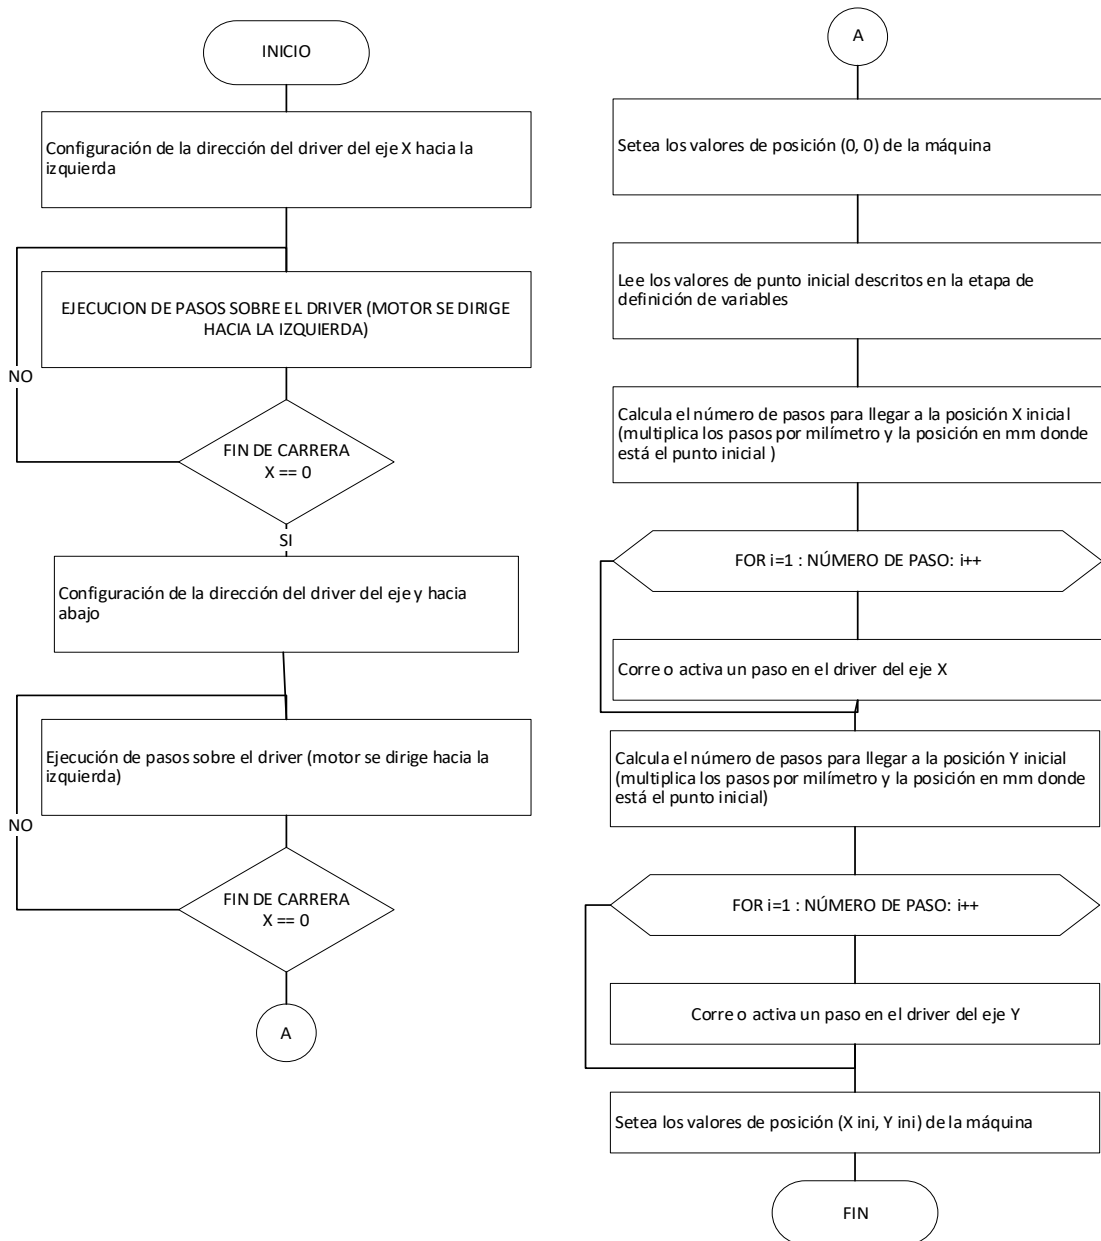 INICIO
Configuración de la dirección del driver del eje X hacia la
izquierda
EJECUCION DE PASOS SOBRE EL DRIVER (MOTOR SE DIRIGE
HACIA LA IZQUIERDA)
NO
FIN DE CARRERA
X == 0
SI
Configuración de la dirección del driver del eje y hacia
abajo
Ejecución de pasos sobre el driver (motor se dirige hacia la
izquierda)
NO
FIN DE CARRERA
X == 0
A
A
Setea los valores de posición (0, 0) de la máquina
Lee los valores de punto inicial descritos en la etapa de
definición de variables
Calcula el número de pasos para llegar a la posición X inicial
(multiplica los pasos por milímetro y la posición en mm donde
está el punto inicial )
FOR i=1 : NÚMERO DE PASO: i++
Corre o activa un paso en el driver del eje X
Calcula el número de pasos para llegar a la posición Y inicial
(multiplica los pasos por milímetro y la posición en mm donde
está el punto inicial)
FOR i=1 : NÚMERO DE PASO: i++
Corre o activa un paso en el driver del eje Y
Setea los valores de posición (X ini, Y ini) de la máquina
FIN